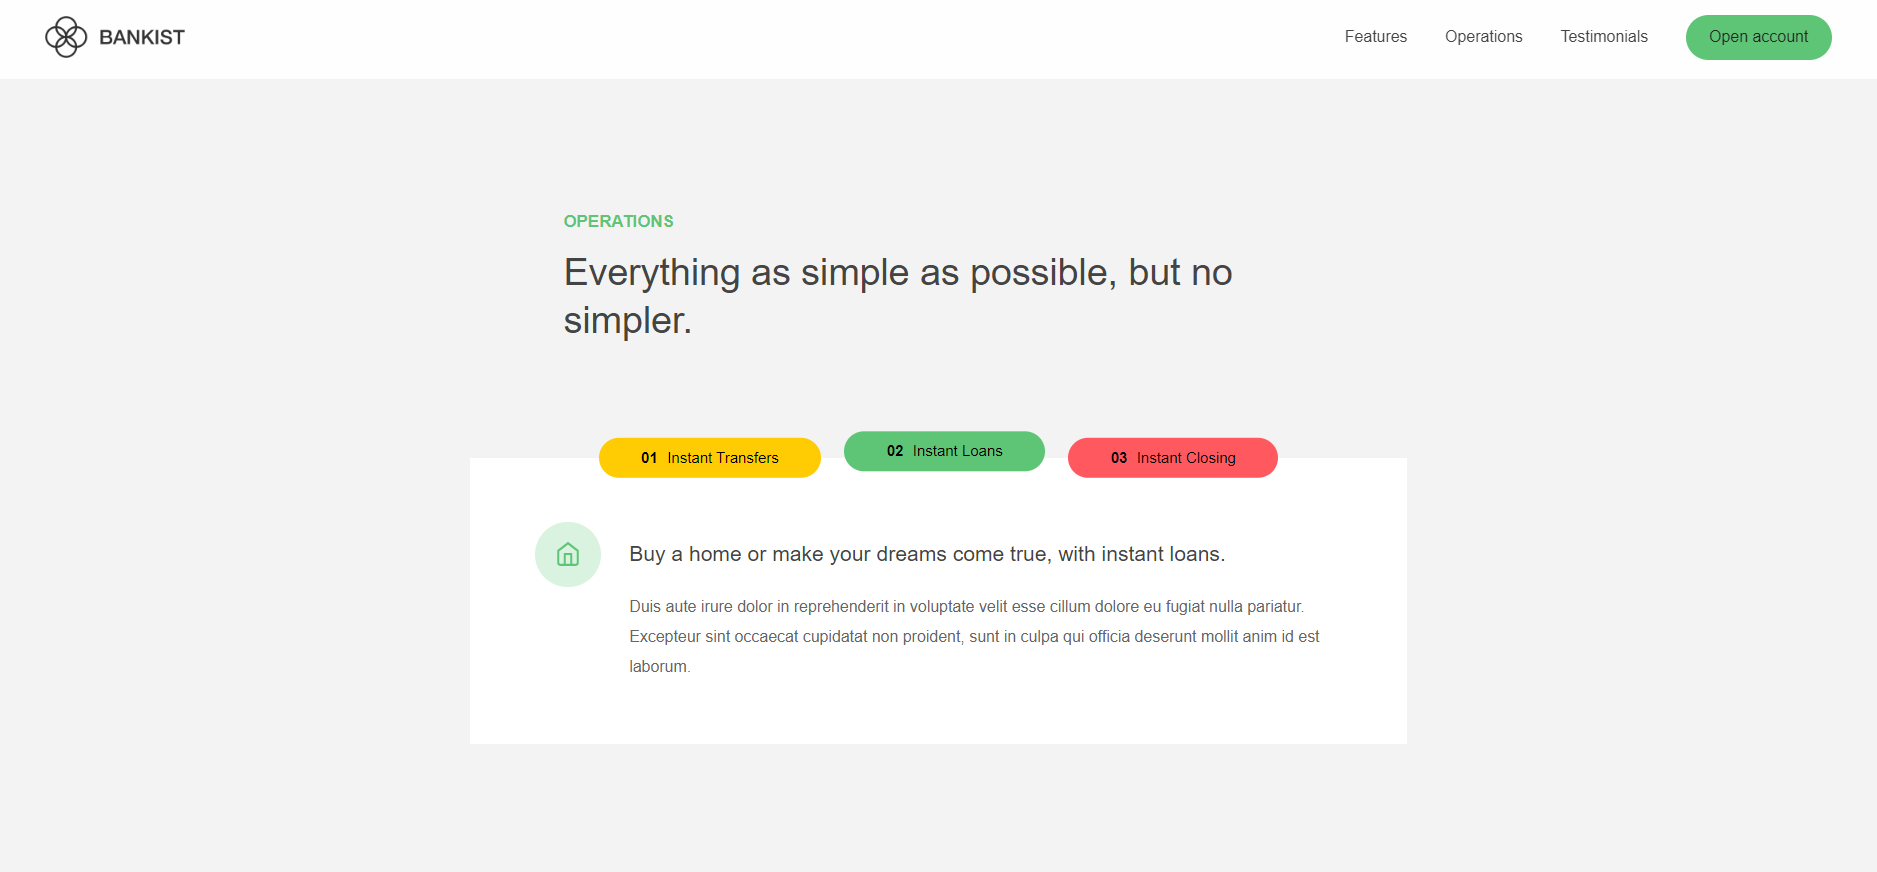 BANKIST
Features
Operations
Testimonials
Open account
OPERATIONS
Everything as simple as possible, but no
simpler.
01 Instant Transfers
02 Instant Loans
03 Instant Closing
Buy a home or make your dreams come true, with instant loans.
Duis aute irure dolor in reprehenderit in voluptate velit esse cillum dolore eu fugiat nulla pariatur.
Excepteur sint occaecat cupidatat non proident, sunt in culpa qui officia deserunt mollit anim id est
laborum.